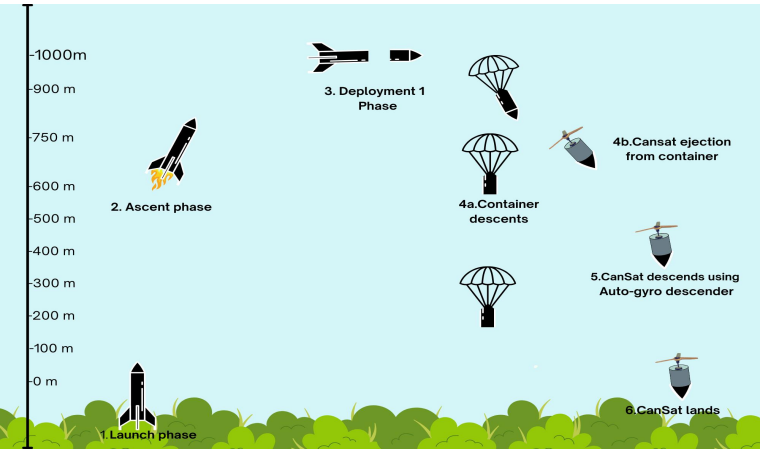 -1000m
-900 m
-750 m
-600 m
-500 m
-400 m
-300 m
-200 m
-100 m
-0 m
1.Launch phase
2. Ascent phase
3. Deployment 1
Phase
4a.Container
descents
4b.Cansat ejection
from container
5.CanSat descends using
Auto-gyro descender
6.CanSat lands